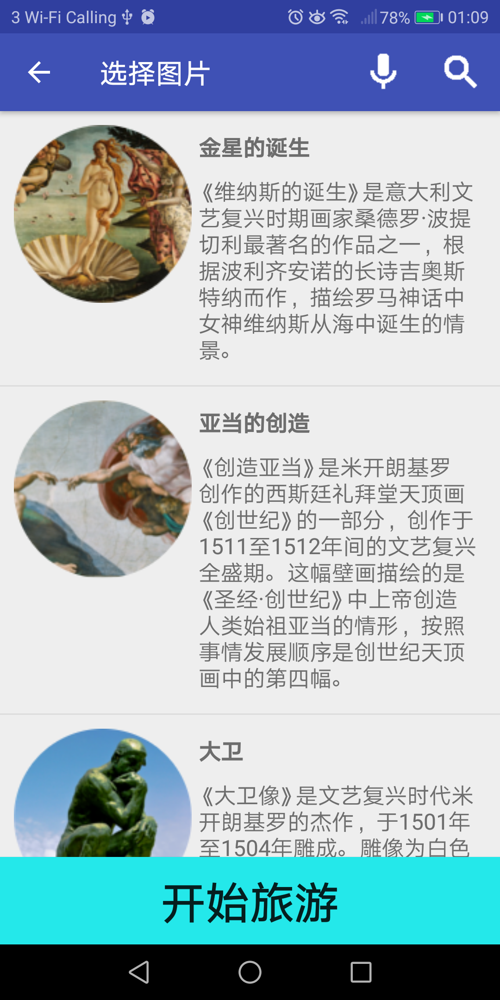 3 Wi-Fi Calling 78% 01:09
选择图片
金星的诞生
《维纳斯的诞生》是意大利文
艺复兴时期画家桑德罗·波提
切利最著名的作品之一，根
据波利齐安诺的长诗吉奥斯
特纳而作，描绘罗马神话中
女神维纳斯从海中诞生的情
景。
亚当的创造
《创造亚当》是米开朗基罗
创作的西斯廷礼拜堂天顶画
《创世纪》的一部分，创作于
1511至1512年间的文艺复兴
全盛期。这幅壁画描绘的是
《圣经·创世纪》中上帝创造
人类始祖亚当的情形，按照
事情发展顺序是创世纪天顶
画中的第四幅。
大卫
《大卫像》是文艺复兴时代米
开朗基罗的杰作，于1501年
至1504年雕成。雕像为白色
开始旅游